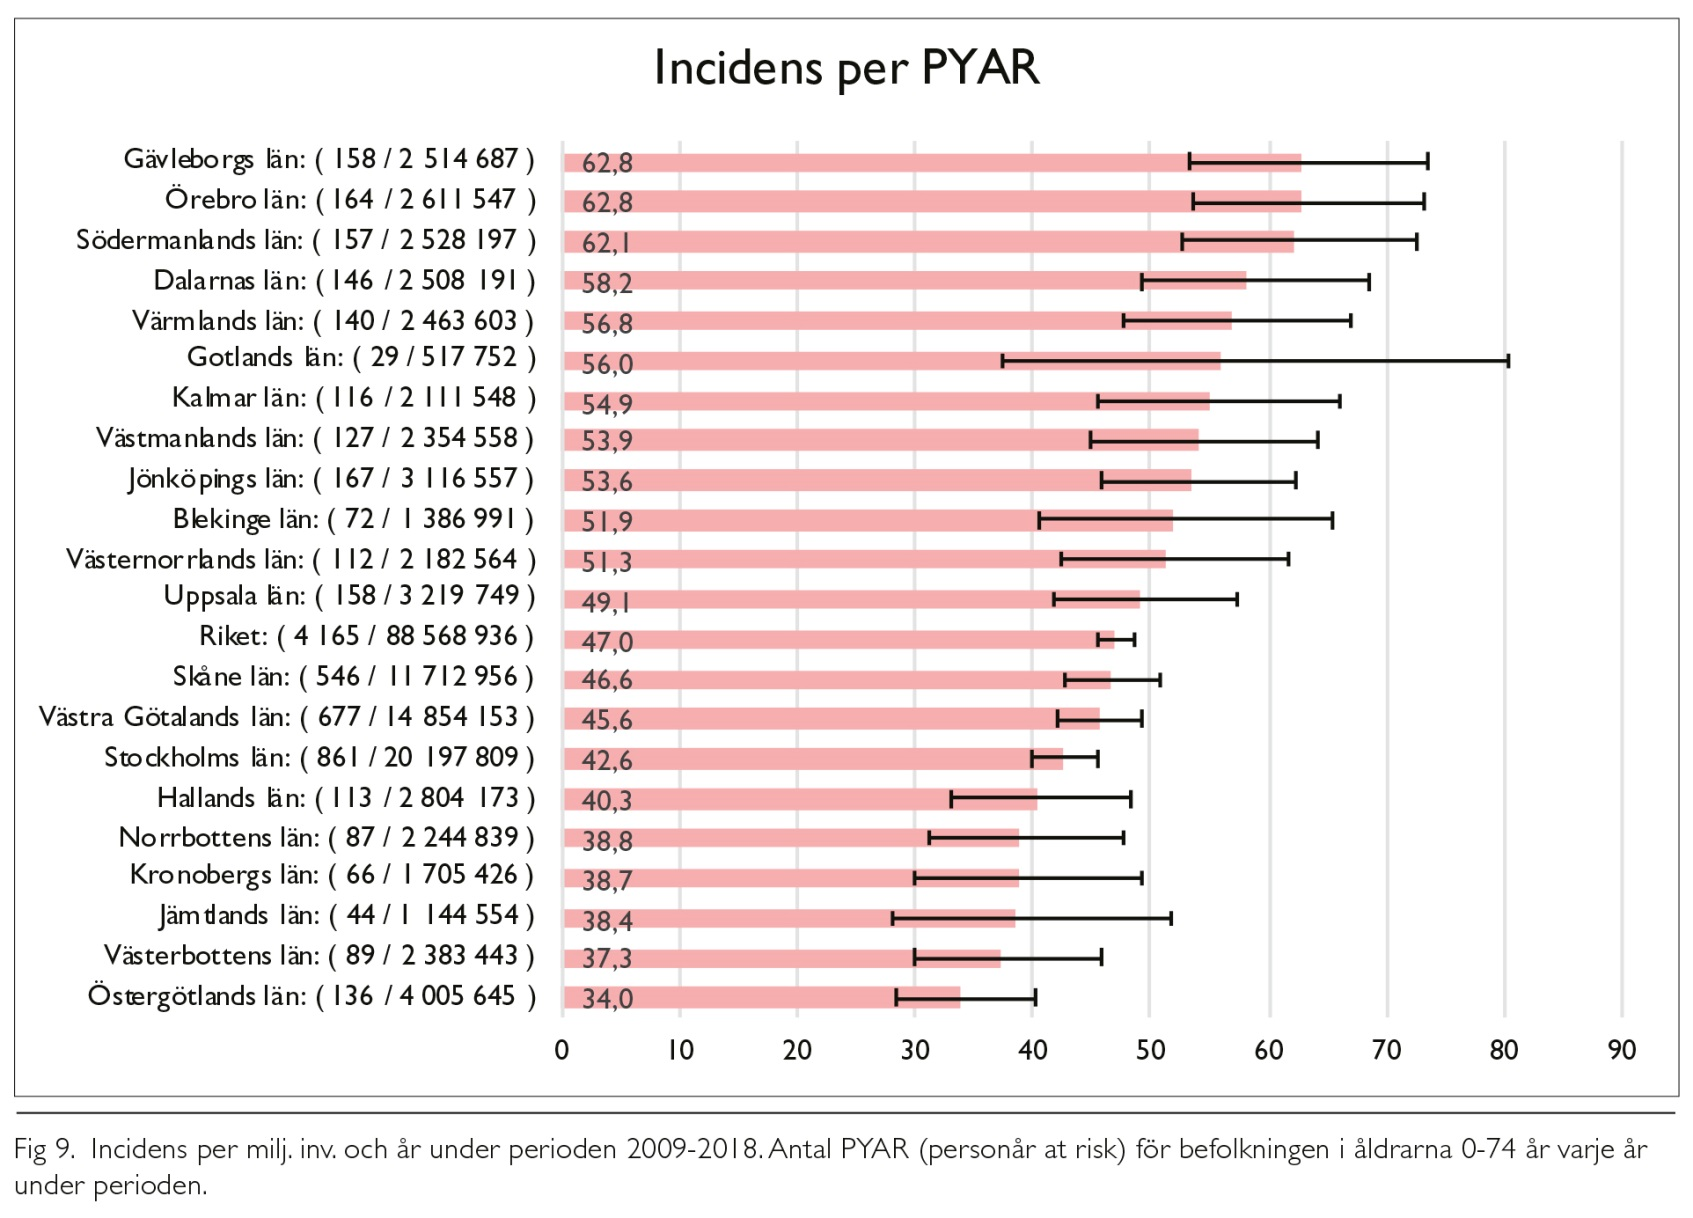 Incidens per PYAR
Gävleborgs län: ( 158 / 2 514 687 ) 62,8
Örebro län: ( 164 / 2 611 547 ) 62,8
Södermanlands län: ( 157 / 2 528 197 ) 62,1
Dalarnas län: ( 146 / 2 508 191 ) 58,2
Värmlands län: ( 140 / 2 463 603 ) 56,8
Gotlands län: ( 29 / 517 752 ) 56,0
Kalmar län: ( 116 / 2 111 548 ) 54,9
Västmanlands län: ( 127 / 2 354 558 ) 53,9
Jönköpings län: ( 167 / 3 116 557 ) 53,6
Blekinge län: ( 72 / 1 386 991 ) 51,9
Västernorrlands län: ( 112 / 2 182 564 ) 51,3
Uppsala län: ( 158 / 3 219 749 ) 49,1
Riket: ( 4 165 / 88 568 936 ) 47,0
Skåne län: ( 546 / 11 712 956 ) 46,6
Västra Götalands län: ( 677 / 14 854 153 ) 45,6
Stockholms län: ( 861 / 20 197 809 ) 42,6
Hallands län: ( 113 / 2 804 173 ) 40,3
Norrbottens län: ( 87 / 2 244 839 ) 38,8
Kronobergs län: ( 66 / 1 705 426 ) 38,7
Jämtlands län: ( 44 / 1 144 554 ) 38,4
Västerbottens län: ( 89 / 2 383 443 ) 37,3
Östergötlands län: ( 136 / 4 005 645 ) 34,0
0 10 20 30 40 50 60 70 80 90
Fig 9. Incidens per milj. inv. och år under perioden 2009-2018. Antal PYAR (personår at risk) för befolkningen i åldrarna 0-74 år varje år
under perioden.